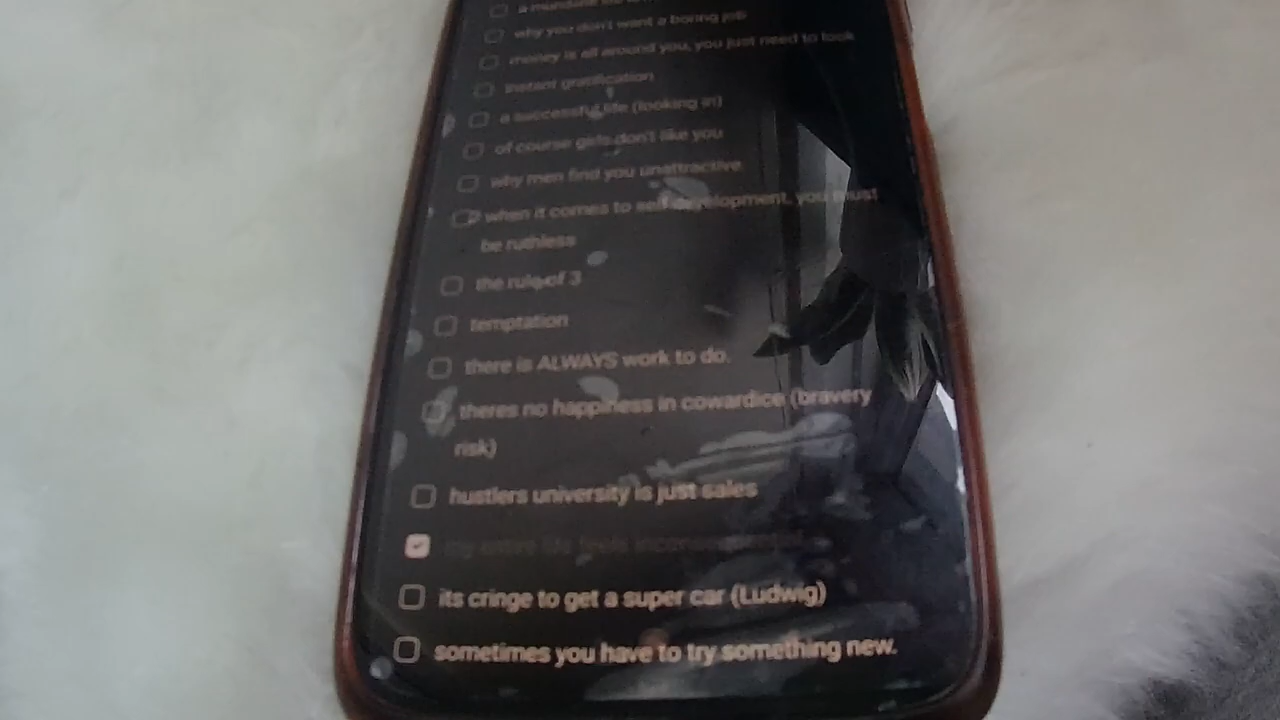 a mundane
why you don't want a boring job
money is all around you, you just need to look
instant gratification
a successful life (looking in)
of course girls don't like you
why men find you unattractive
when it comes to self development, you must
be ruthless
the rule of 3
temptation
there is ALWAYS work to do.
theres no happiness in cowardice (bravery
risk)
hustlers university is just sales
its cringe to get a super car (Ludwig)
sometimes you have to try something new.